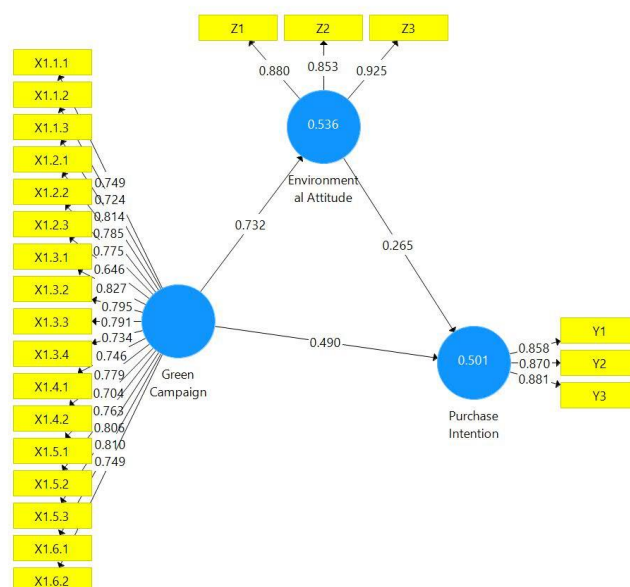 Z1
Z2
Z3
0.880
0.853
0.925
0.536
Environment
al Attitude
X1.1.1
X1.1.2
X1.1.3
X1.2.1
X1.2.2
X1.2.3
X1.3.1
X1.3.2
X1.3.3
X1.3.4
X1.4.1
X1.4.2
X1.5.1
X1.5.2
X1.5.3
X1.6.1
X1.6.2
0.749
0.724
0.814
0.785
0.775
0.646
0.827
0.795
0.791
0.734
0.746
0.779
0.704
0.763
0.806
0.810
0.749
Green
Campaign
0.732
0.265
0.490
0.501
Purchase
Intention
0.858
0.870
0.881
Y1
Y2
Y3